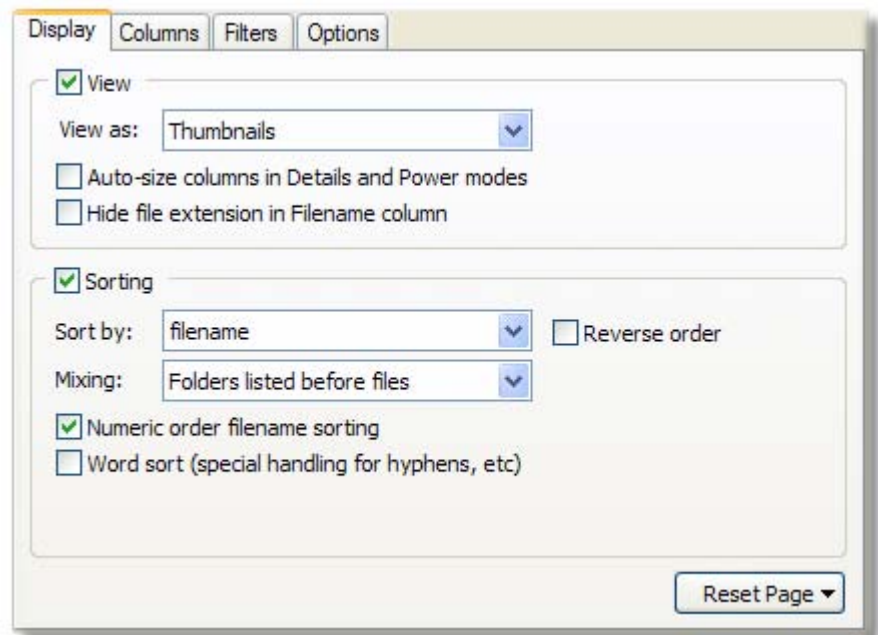 Display Columns Filters Options
View
View as: Thumbnails
Auto-size columns in Details and Power modes
Hide file extension in Filename column
Sorting
Sort by: filename Reverse order
Mixing: Folders listed before files
Numeric order filename sorting
Word sort (special handling for hyphens, etc)
Reset Page